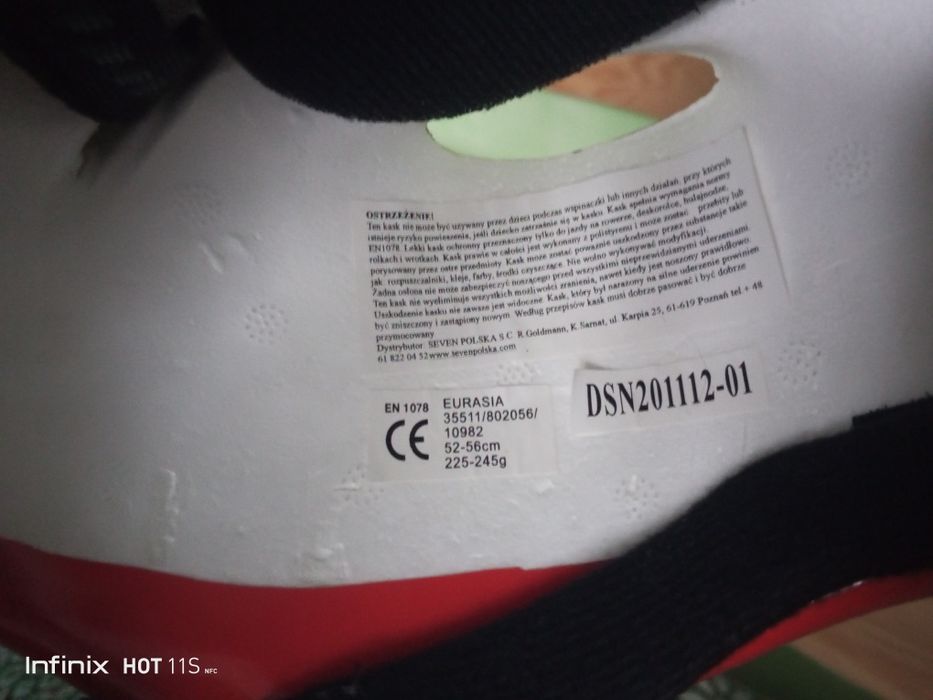 OSTRZEŻENIE!
Ten kask nie może być używany przez dzieci podczas wspinaczki lub innych działań, przy których
istnieje ryzyko powieszenia, jeśli dziecko zatrzaśnie się w kasku. Kask spełnia wymagania normy
EN1078. Lekki kask ochronny przeznaczony tylko do jazdy na rowerze, deskorolce, hulajnodze,
rolkach i wrotkach. Kask prawie w całości jest wykonany z polistyrenu i może zostać przebity lub
porysowany przez ostre przedmioty. Kask może zostać poważnie uszkodzony przez substancje takie
jak: rozpuszczalniki, kleje, farby, środki czyszczące. Nie wolno wykonywać modyfikacji.
Żadna osłona nie może zabezpieczyć noszącego przed wszystkimi nieprzewidzianymi uderzeniami.
Ten kask nie wyeliminuje wszystkich możliwości zranienia, nawet kiedy jest noszony prawidłowo.
Uszkodzenie kasku nie zawsze jest widoczne. Kask, który był narażony na silne uderzenie powinien
być zniszczony i zastąpiony nowym. Według przepisów kask musi dobrze pasować i być dobrze
przymocowany.
Dystrybutor: SEVEN POLSKA S.C. R.Goldmann, K.Sarnat, ul. Karpia 25, 61-619 Poznań tel + 48
61 822 04 52 www.sevenpolska.com
DSN201112-01
EN 1078
CE
EURASIA
35511/802056/
10982
52-56cm
225-245g
Infinix HOT 11S NFC